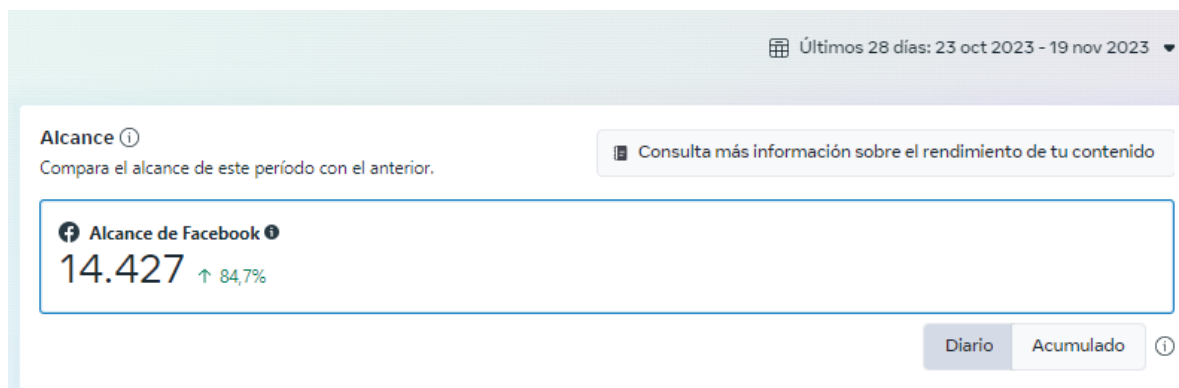 Últimos 28 días: 23 oct 2023 - 19 nov 2023
Alcance
Compara el alcance de este período con el anterior.
Consulta más información sobre el rendimiento de tu contenido
Alcance de Facebook
14.427 ↑ 84,7%
Diario Acumulado